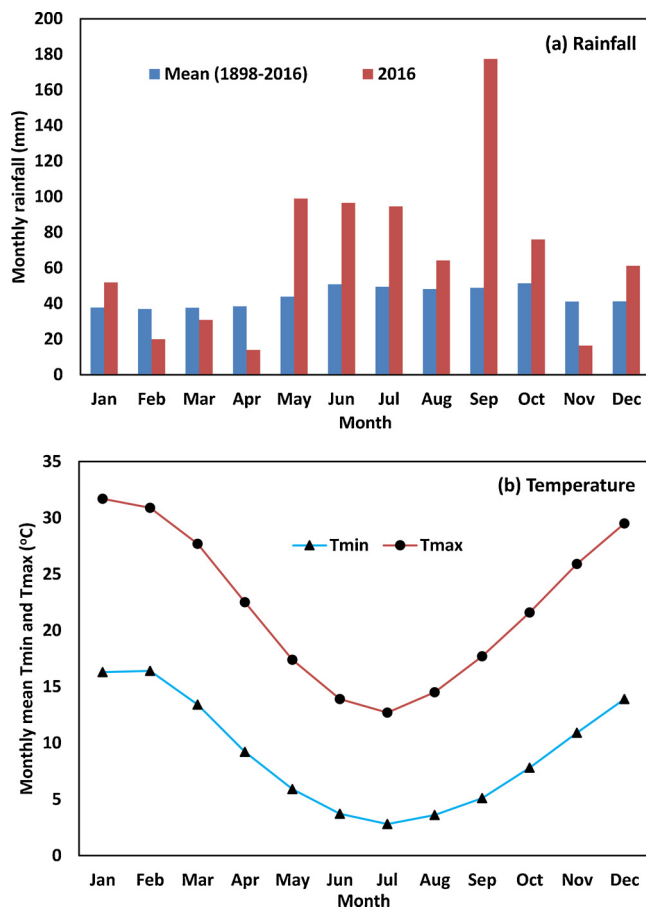 (a) Rainfall
Mean (1898-2016) 2016
Monthly rainfall (mm)
200
180
160
140
120
100
80
60
40
20
0
Jan Feb Mar Apr May Jun Jul Aug Sep Oct Nov Dec
Month
(b) Temperature
Tmin Tmax
Monthly mean Tmin and Tmax (°C)
35
30
25
20
15
10
5
0
Jan Feb Mar Apr May Jun Jul Aug Sep Oct Nov Dec
Month